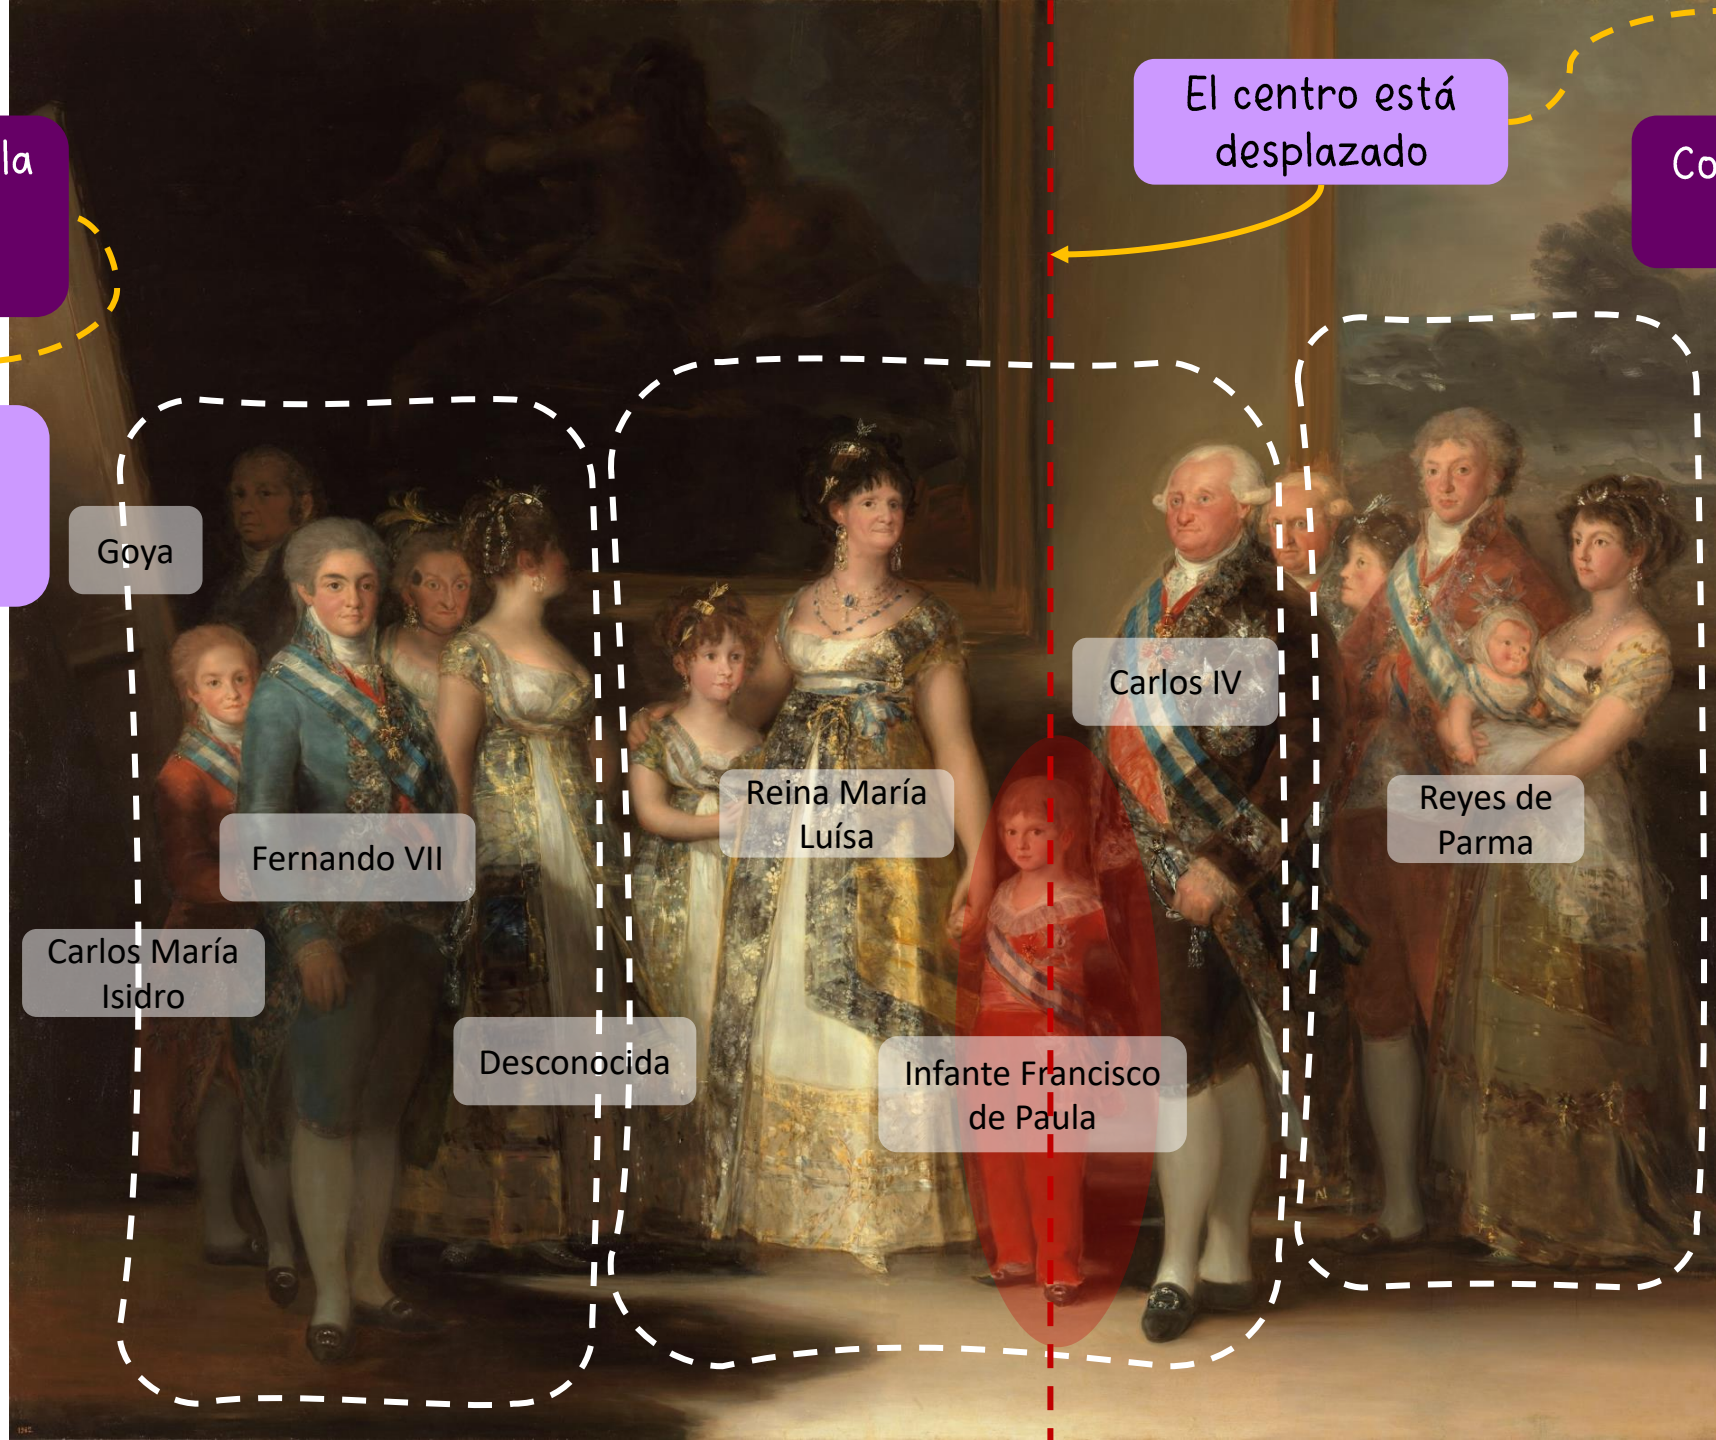 El centro está
desplazado
la
Co
Goya
Carlos IV
Reina María
Luísa
Reyes de
Parma
Fernando VII
Carlos María
Isidro
Desconocida
Infante Francisco
de Paula